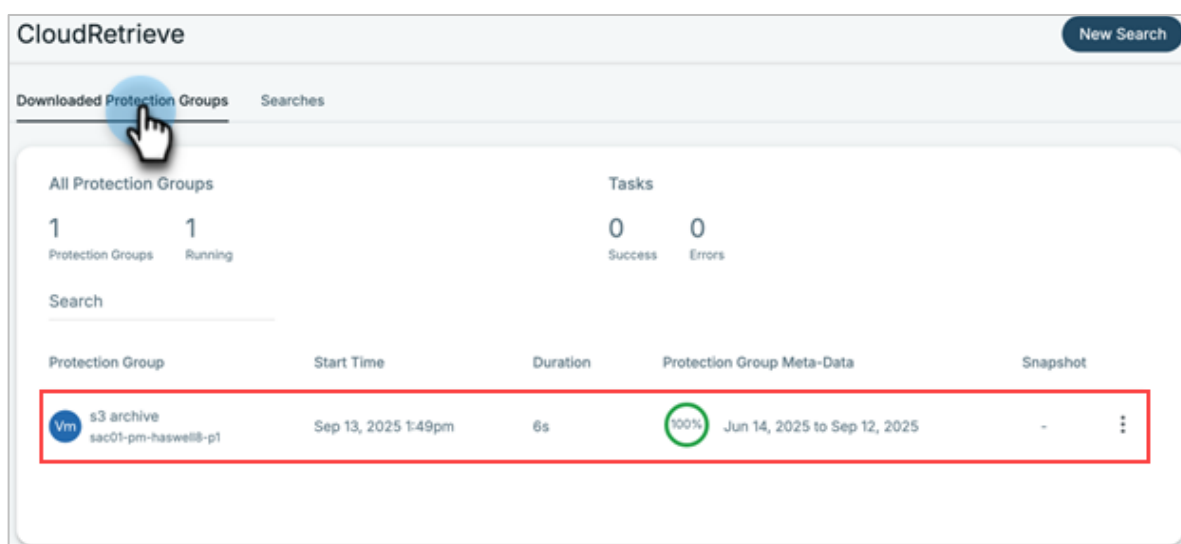 CloudRetrieve
New Search
Downloaded Protection Groups Searches
All Protection Groups Tasks
1 1 0 0
Protection Groups Running Success Errors
Search
Protection Group Start Time Duration Protection Group Meta-Data Snapshot
Vm s3 archive
sac01-pm-haswell8-p1
Sep 13, 2025 1:49pm 6s 100% Jun 14, 2025 to Sep 12, 2025 -